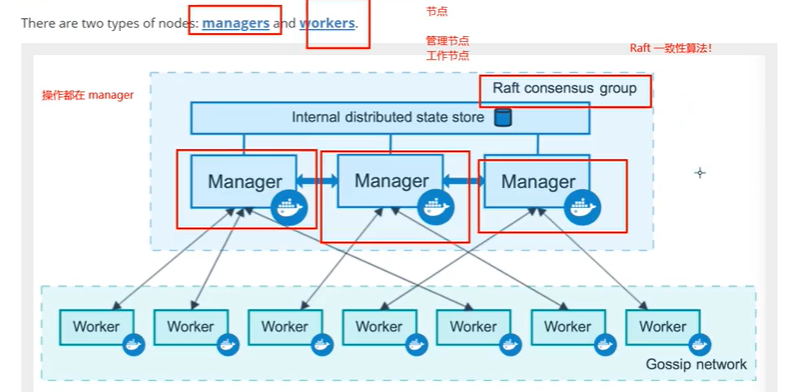 节点
There are two types of nodes: managers and workers.
管理节点
工作节点
Raft 一致性算法!
操作都在 manager
Raft consensus group
Internal distributed state store
Manager
Manager
Manager
Worker
Worker
Worker
Worker
Worker
Worker
Worker
Gossip network